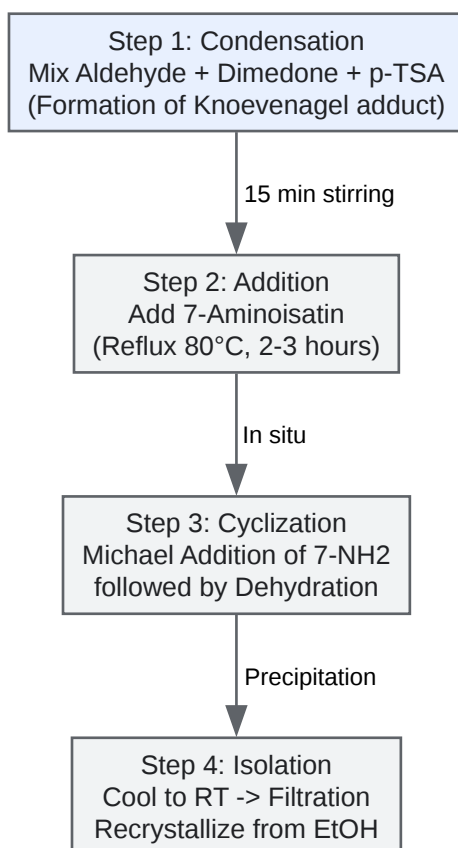 Step 1: Condensation
Mix Aldehyde + Dimedone + p-TSA
(Formation of Knoevenagel adduct)
15 min stirring
Step 2: Addition
Add 7-Aminoisatin
(Reflux 80°C, 2-3 hours)
In situ
Step 3: Cyclization
Michael Addition of 7-NH2
followed by Dehydration
Precipitation
Step 4: Isolation
Cool to RT -> Filtration
Recrystallize from EtOH